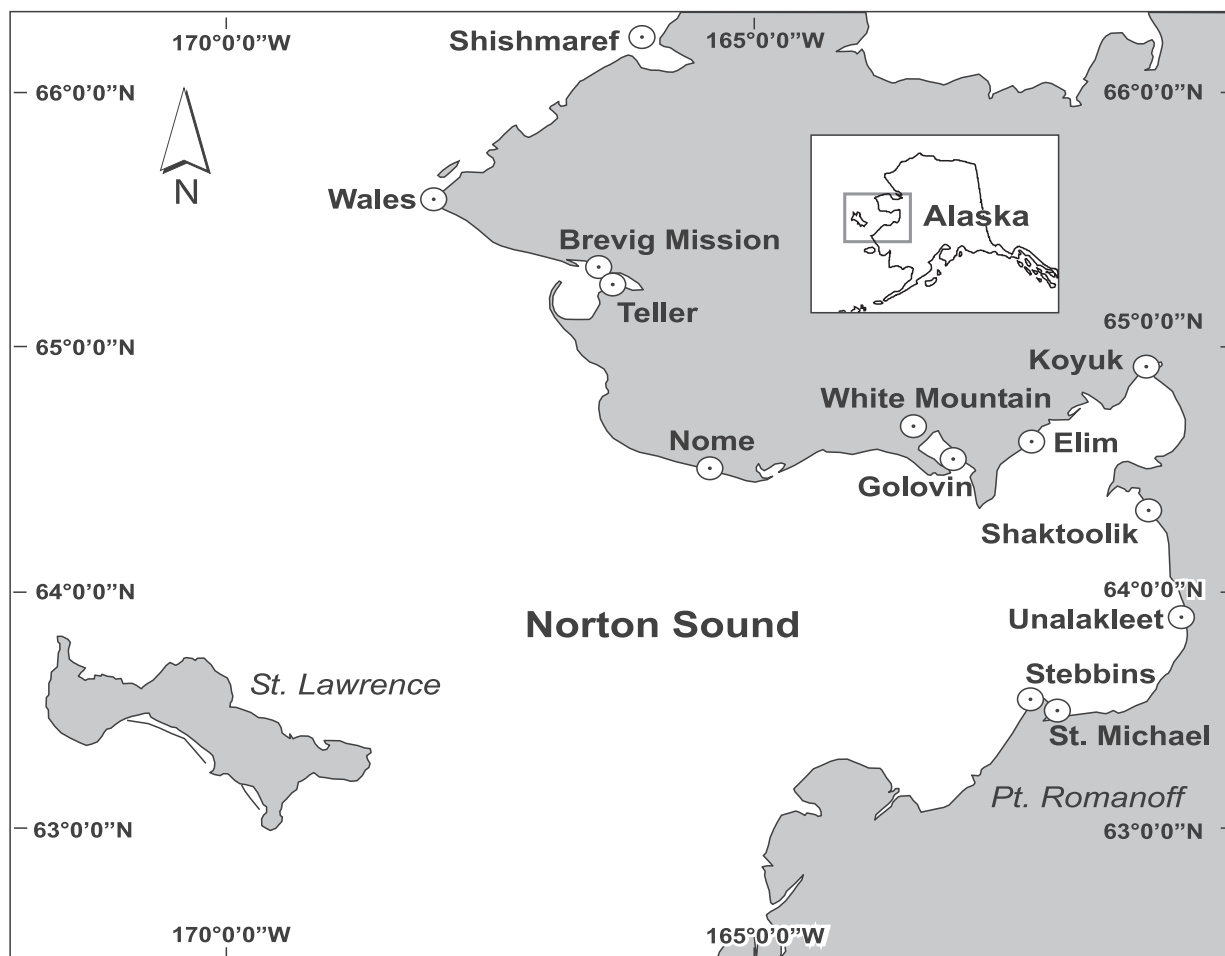 170°0'0"W
Shishmaref
165°0'0"W
66°0'0"N
66°0'0"N
N
Wales
Alaska
Brevig Mission
Teller
65°0'0"N
65°0'0"N
Koyuk
White Mountain
Nome
Elim
Golovin
Shaktoolik
64°0'0"N
64°0'0"N
Norton Sound
Unalakleet
St. Lawrence
Stebbins
St. Michael
Pt. Romanoff
63°0'0"N
63°0'0"N
170°0'0"W
165°0'0"W